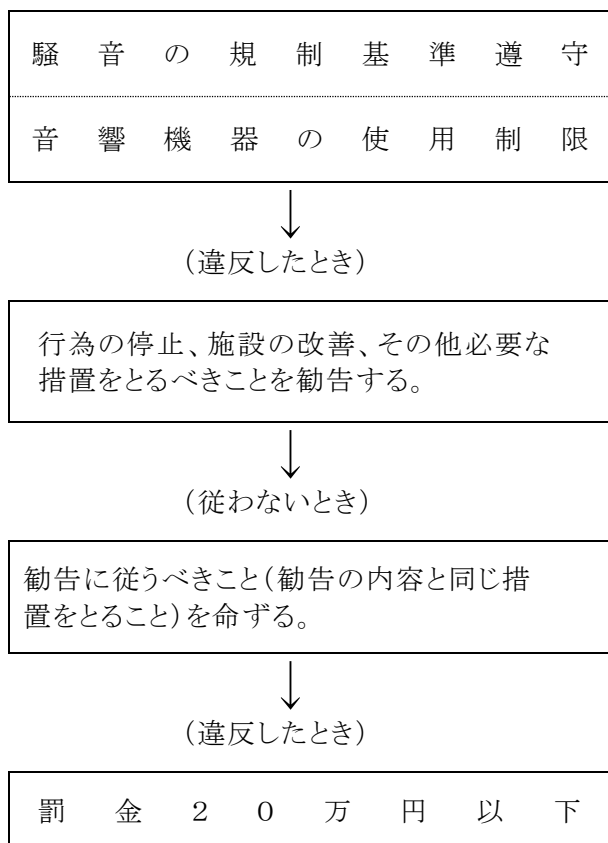 騒音の規制基準遵守
音響機器の使用制限
(違反したとき)
行為の停止、施設の改善、その他必要な
措置をとるべきことを勧告する。
(従わないとき)
勧告に従うべきこと(勧告の内容と同じ措
置をとること)を命ずる。
(違反したとき)
罰金20万円以下